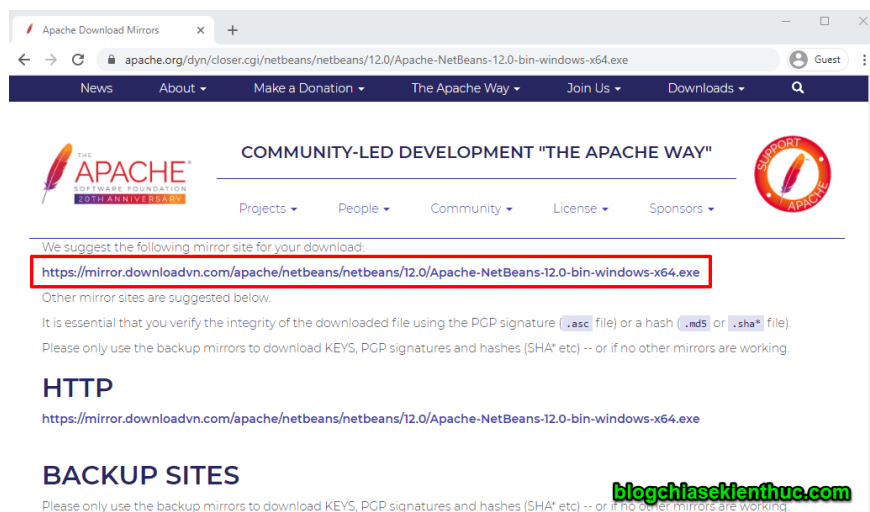 Apache Download Mirrors
apache.org/dyn/closer.cgi/netbeans/netbeans/12.0/Apache-NetBeans-12.0-bin-windows-x64.exe
Guest
News About Make a Donation The Apache Way Join Us Downloads
THE
APACHE®
SOFTWARE FOUNDATION
20TH ANNIVERSARY
COMMUNITY-LED DEVELOPMENT "THE APACHE WAY"
SUPPORT
APACHE
Projects People Community License Sponsors
We suggest the following mirror site for your download:
https://mirror.downloadvn.com/apache/netbeans/netbeans/12.0/Apache-NetBeans-12.0-bin-windows-x64.exe
Other mirror sites are suggested below.
It is essential that you verify the integrity of the downloaded file using the PGP signature ( .asc file) or a hash ( .md5 or .sha* file).
Please only use the backup mirrors to download KEYS, PGP signatures and hashes (SHA* etc) -- or if no other mirrors are working.
HTTP
https://mirror.downloadvn.com/apache/netbeans/netbeans/12.0/Apache-NetBeans-12.0-bin-windows-x64.exe
BACKUP SITES
Please only use the backup mirrors to download KEYS, PGP signatures and hashes (SHA* etc) -- or if no other mirrors are working.
blogchiasekienthuc.com